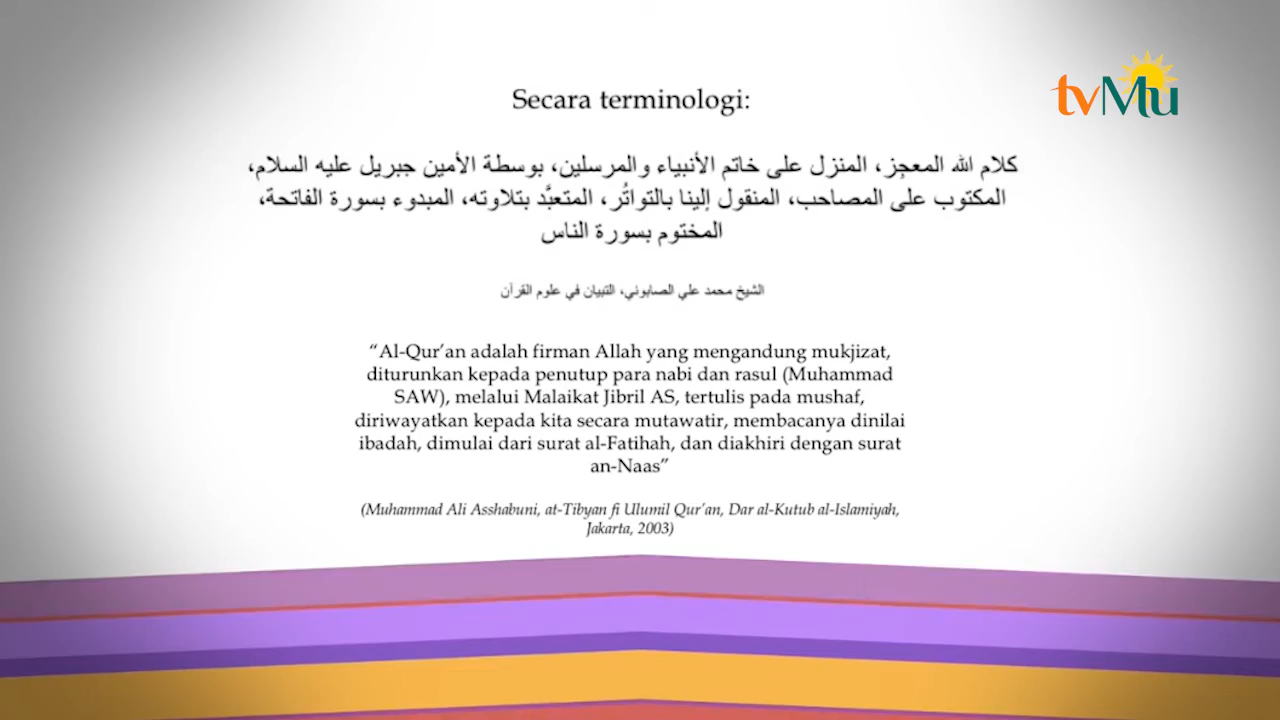 tvMu
Secara terminologi:
كلام الله المعجِز، المنزل على خاتم الأنبياء والمرسلين، بوسطة الأمين جبريل عليه السلام،
المكتوب على المصاحب، المنقول إلينا بالتواتُر، المتعبَّد بتلاوته، المبدوء بسورة الفاتحة،
المختوم بسورة الناس
الشيخ محمد علي الصابوني، التبيان في علوم القرآن
“Al-Qur’an adalah firman Allah yang mengandung mukjizat,
diturunkan kepada penutup para nabi dan rasul (Muhammad
SAW), melalui Malaikat Jibril AS, tertulis pada mushaf,
diriwayatkan kepada kita secara mutawatir, membacanya dinilai
ibadah, dimulai dari surat al-Fatihah, dan diakhiri dengan surat
an-Naas”
(Muhammad Ali Asshabuni, at-Tibyan fi Ulumil Qur’an, Dar al-Kutub al-Islamiyah,
Jakarta, 2003)